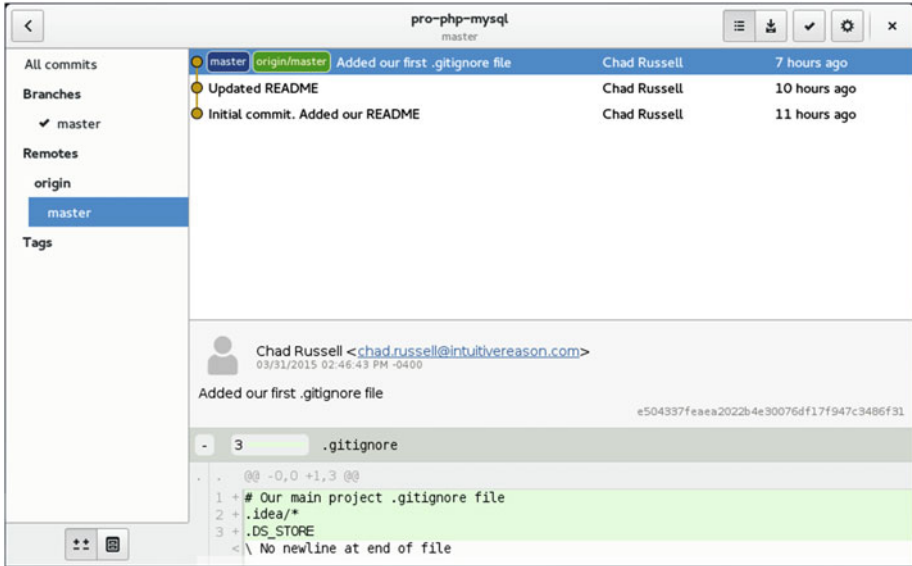 pro-php-mysql
master
All commits
Branches
master
Remotes
origin
master
Tags
master origin/master Added our first .gitignore file Chad Russell 7 hours ago
Updated README Chad Russell 10 hours ago
Initial commit. Added our README Chad Russell 11 hours ago
Chad Russell <chad.russell@intuitivereason.com>
03/31/2015 02:46:43 PM -0400
Added our first .gitignore file
e504337feaea2022b4e30076df17f947c3486f31
- 3 .gitignore
. . @@ -0,0 +1,3 @@
1 + # Our main project .gitignore file
2 + .idea/*
3 + .DS_STORE
< \ No newline at end of file